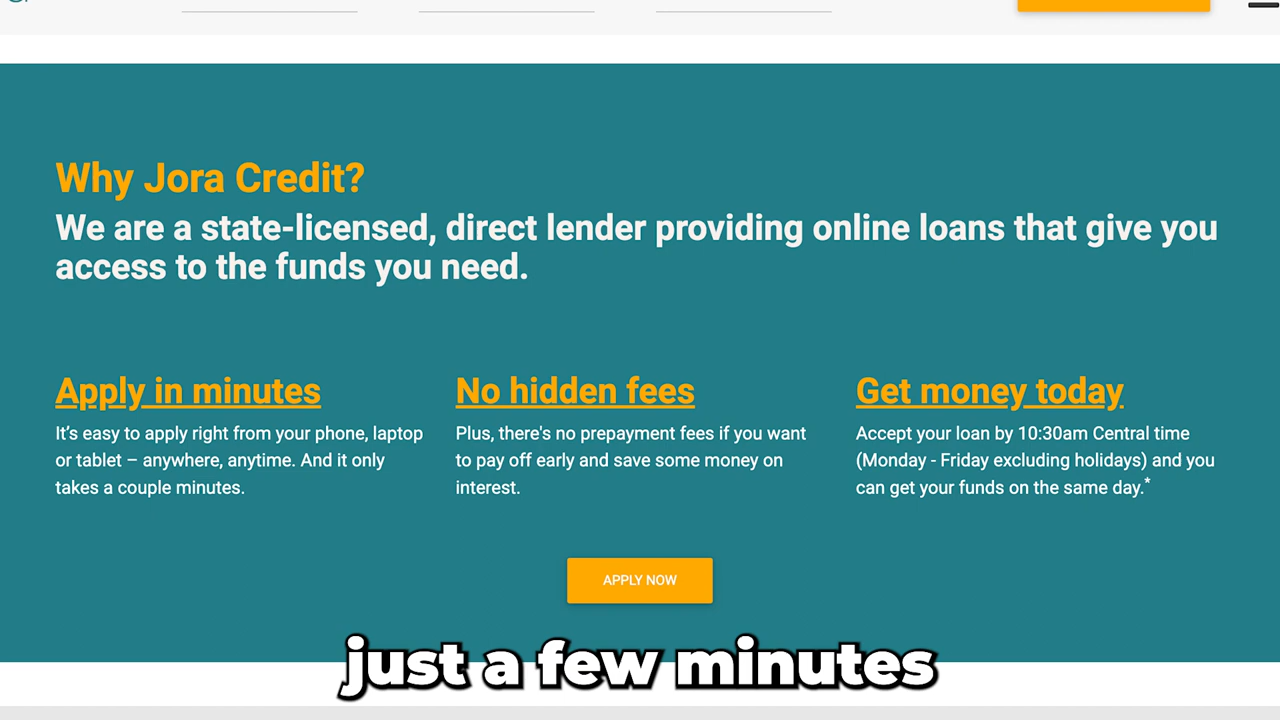 Why Jora Credit?
We are a state-licensed, direct lender providing online loans that give you
access to the funds you need.
Apply in minutes
It’s easy to apply right from your phone, laptop
or tablet – anywhere, anytime. And it only
takes a couple minutes.
No hidden fees
Plus, there's no prepayment fees if you want
to pay off early and save some money on
interest.
Get money today
Accept your loan by 10:30am Central time
(Monday - Friday excluding holidays) and you
can get your funds on the same day.*
APPLY NOW
just a few minutes